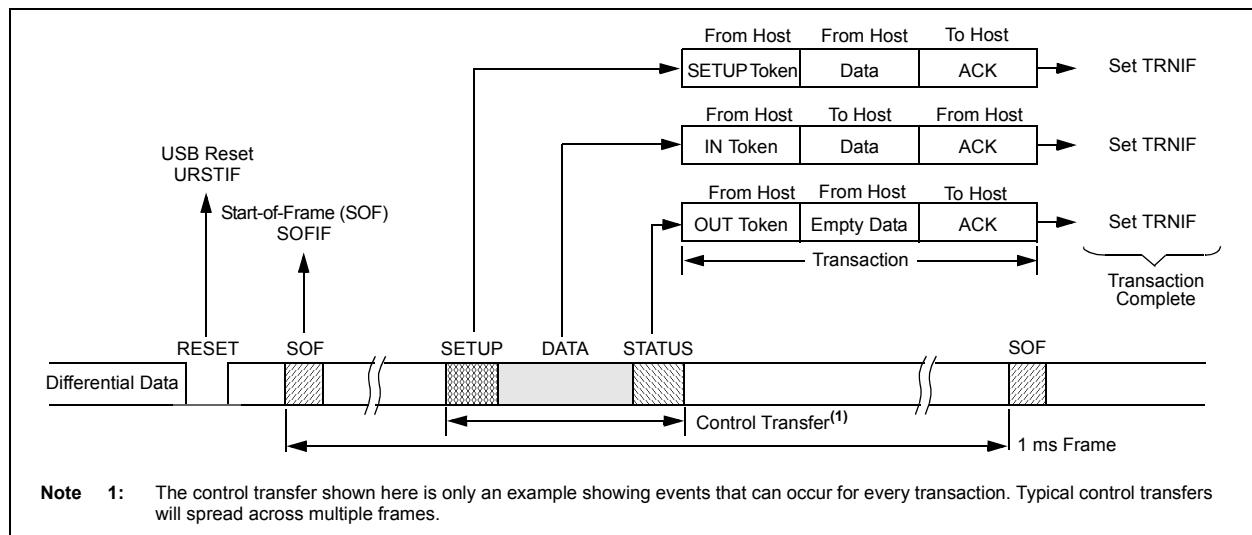 From Host From Host To Host
SETUP Token Data ACK Set TRNIF
From Host To Host From Host
IN Token Data ACK Set TRNIF
USB Reset
URSTIF
From Host From Host To Host
Start-of-Frame (SOF)
SOFIF
OUT Token Empty Data ACK Set TRNIF
Transaction
Transaction
Complete
RESET SOF SETUP DATA STATUS SOF
Differential Data
Control Transfer(1)
1 ms Frame
Note 1: The control transfer shown here is only an example showing events that can occur for every transaction. Typical control transfers
will spread across multiple frames.